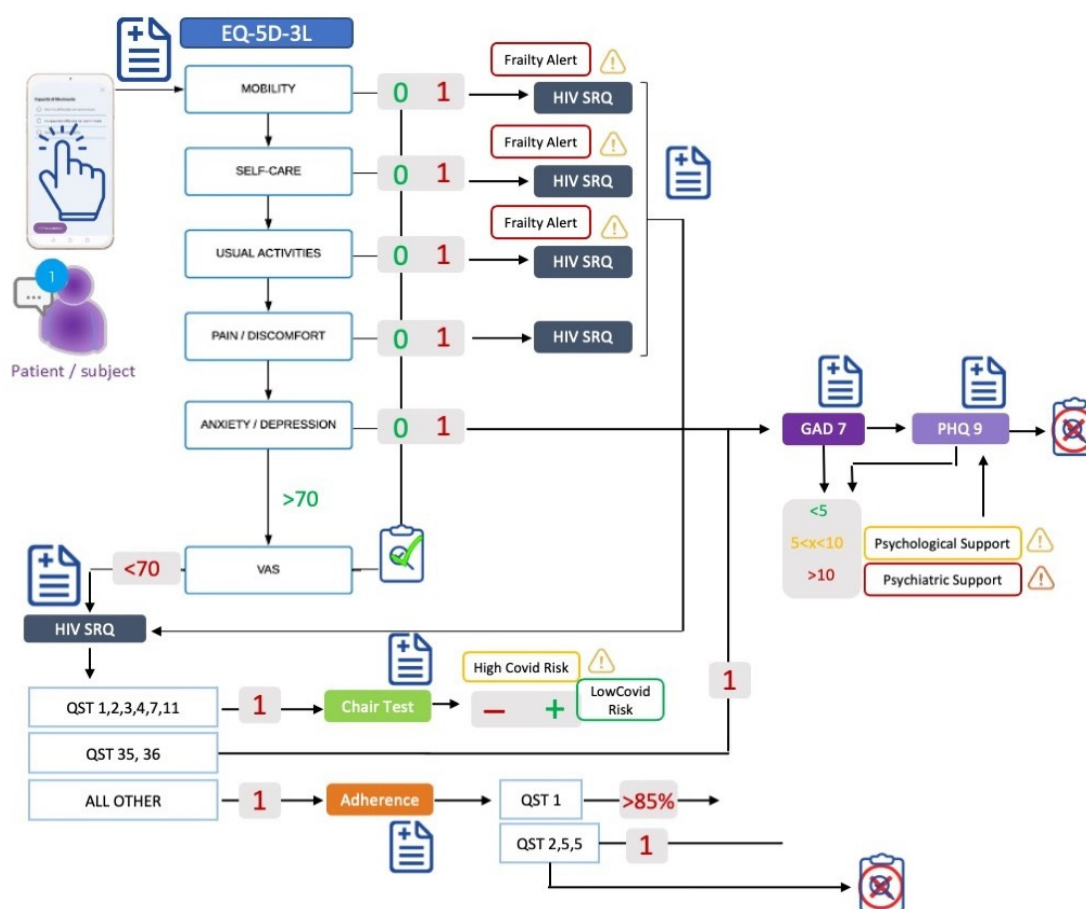 EQ-5D-3L
MOBILITY
0 1
Frailty Alert
HIV SRQ
SELF-CARE
0 1
Frailty Alert
HIV SRQ
USUAL ACTIVITIES
0 1
Frailty Alert
HIV SRQ
1
...
Patient / subject
PAIN / DISCOMFORT
0 1
HIV SRQ
ANXIETY / DEPRESSION
0 1
GAD 7
PHQ 9
<5
5<x<10
>10
Psychological Support
Psychiatric Support
>70
VAS
<70
HIV SRQ
QST 1,2,3,4,7,11
1
Chair Test
High Covid Risk
− +
LowCovid
Risk
QST 35, 36
1
ALL OTHER
1
Adherence
QST 1
>85%
QST 2,5,5
1